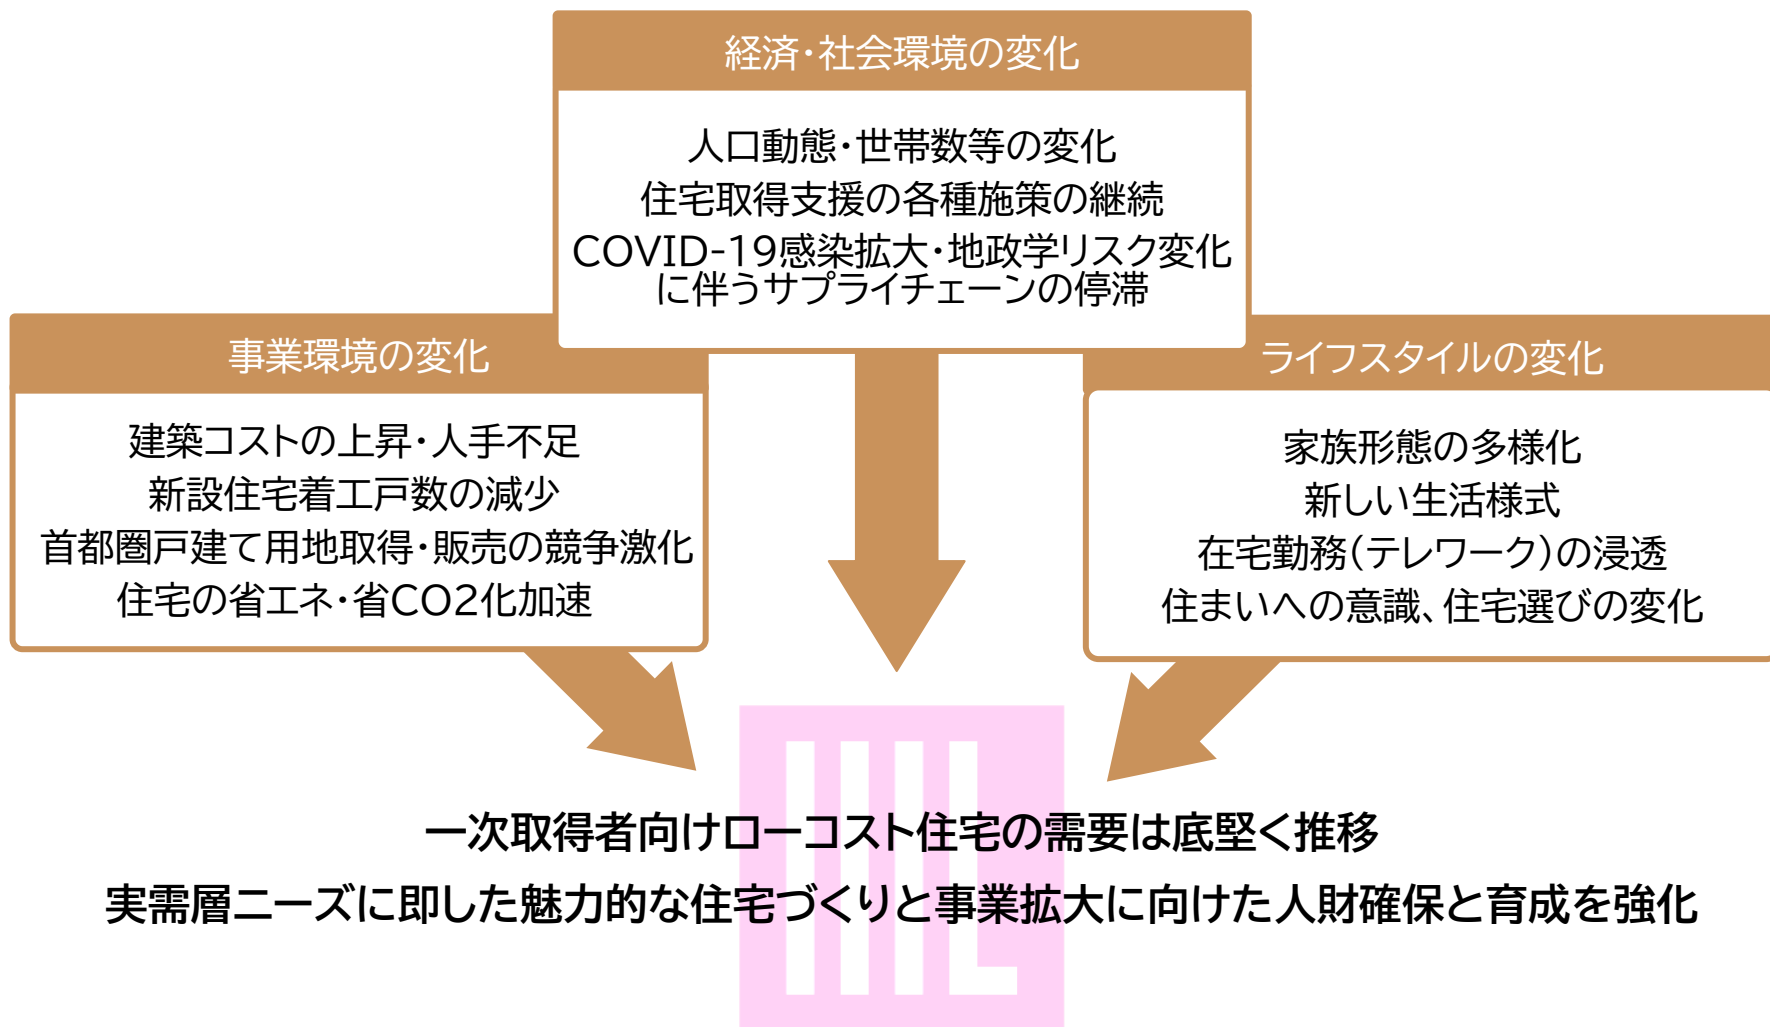 経済・社会環境の変化
人口動態・世帯数等の変化
住宅取得支援の各種施策の継続
COVID-19感染拡大・地政学リスク変化
に伴うサプライチェーンの停滞
事業環境の変化
建築コストの上昇・人手不足
新設住宅着工戸数の減少
首都圏戸建て用地取得・販売の競争激化
住宅の省エネ・省CO2化加速
ライフスタイルの変化
家族形態の多様化
新しい生活様式
在宅勤務(テレワーク)の浸透
住まいへの意識、住宅選びの変化
一次取得者向けローコスト住宅の需要は底堅く推移
実需層ニーズに即した魅力的な住宅づくりと事業拡大に向けた人財確保と育成を強化